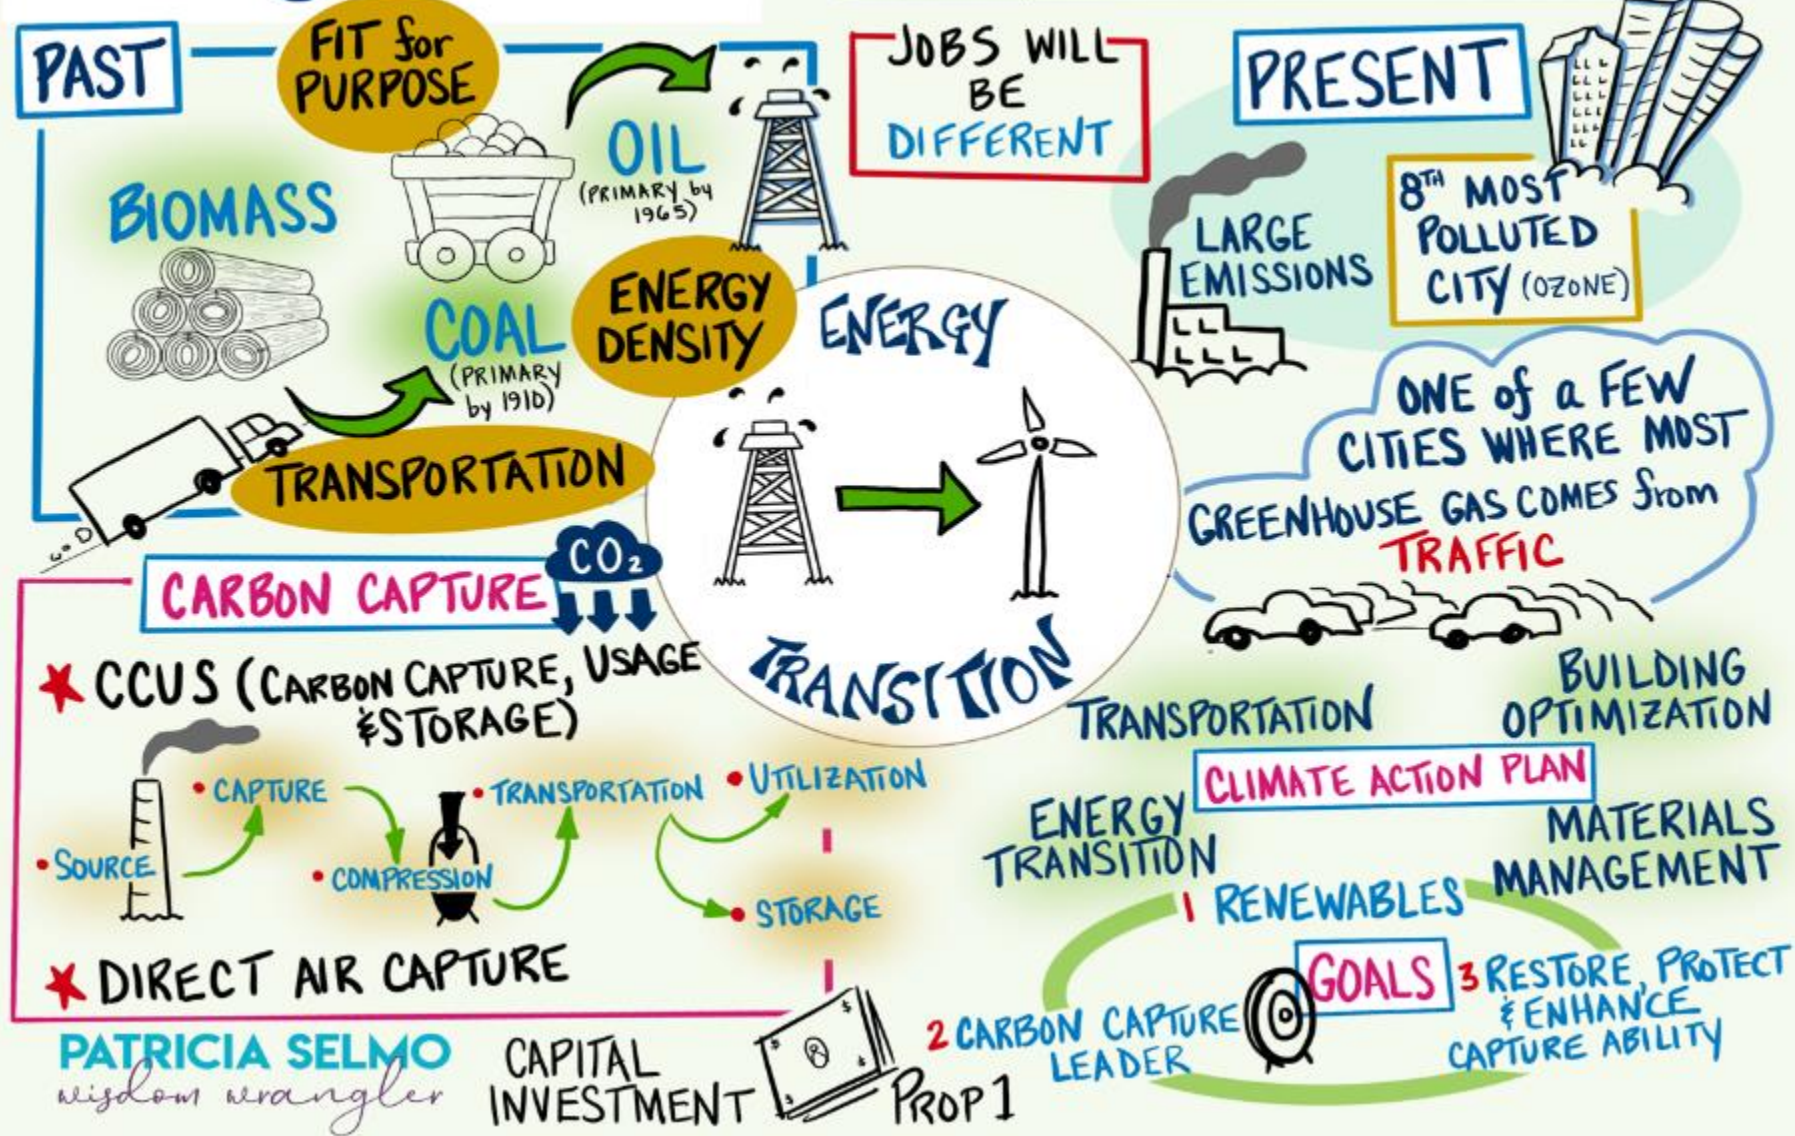 PAST
FIT for
PURPOSE
BIOMASS
OIL
(PRIMARY by
1965)
COAL
(PRIMARY
by 1910)
ENERGY
DENSITY
TRANSPORTATION
JOBS WILL
BE
DIFFERENT
PRESENT
LARGE
EMISSIONS
8TH MOST
POLLUTED
CITY (OZONE)
ONE of a FEW
CITIES WHERE MOST
GREENHOUSE GAS COMES from
TRAFFIC
ENERGY
TRANSITION
CARBON CAPTURE
CO2
CCUS (CARBON CAPTURE, USAGE
& STORAGE)
• SOURCE
• CAPTURE
• COMPRESSION
• TRANSPORTATION
• UTILIZATION
• STORAGE
DIRECT AIR CAPTURE
TRANSPORTATION
BUILDING
OPTIMIZATION
CLIMATE ACTION PLAN
ENERGY
TRANSITION
MATERIALS
MANAGEMENT
1 RENEWABLES
GOALS
2 CARBON CAPTURE
LEADER
3 RESTORE, PROTECT
& ENHANCE
CAPTURE ABILITY
PATRICIA SELMO
wisdom wrangler
CAPITAL
INVESTMENT
$
$
$
$
PROP 1